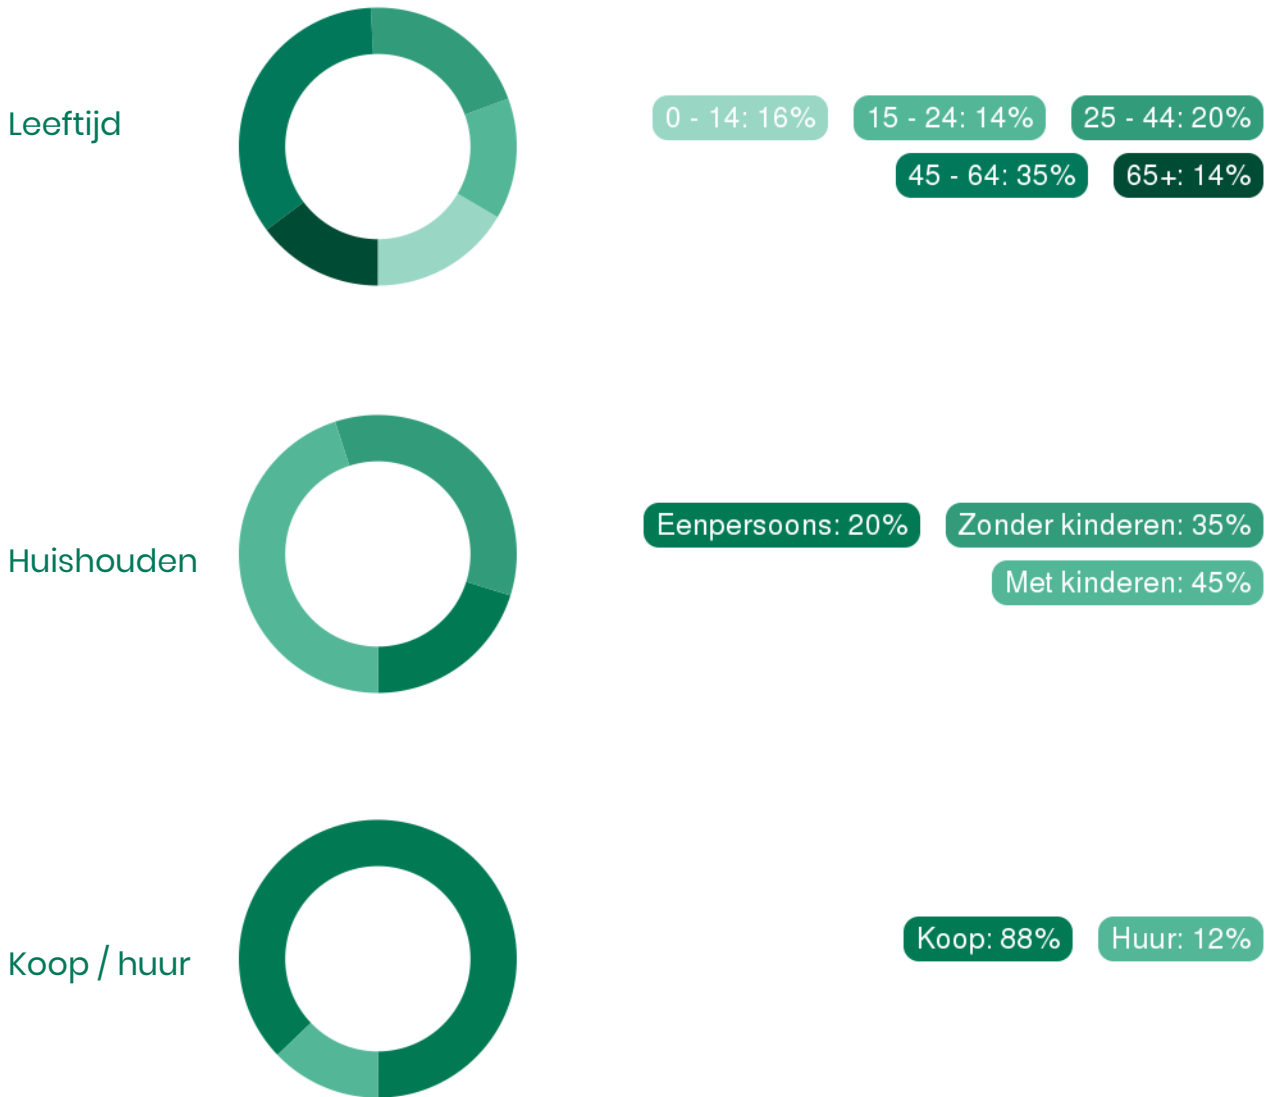 Leeftijd
0 - 14: 16% 15 - 24: 14% 25 - 44: 20%
45 - 64: 35% 65+: 14%
Huishouden
Eenpersoons: 20% Zonder kinderen: 35%
Met kinderen: 45%
Koop / huur
Koop: 88% Huur: 12%